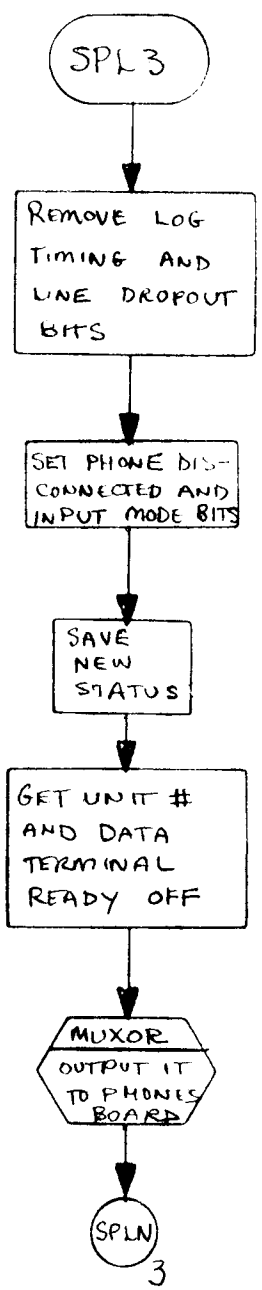 SPL3
REMOVE LOG
TIMING AND
LINE DROPOUT
BITS
SET PHONE DIS-
CONNECTED AND
INPUT MODE BITS
SAVE
NEW
STATUS
GET UNIT #
AND DATA
TERMINAL
READY OFF
MUXOR
OUTPUT IT
TO PHONES
BOARD
SPLN
3